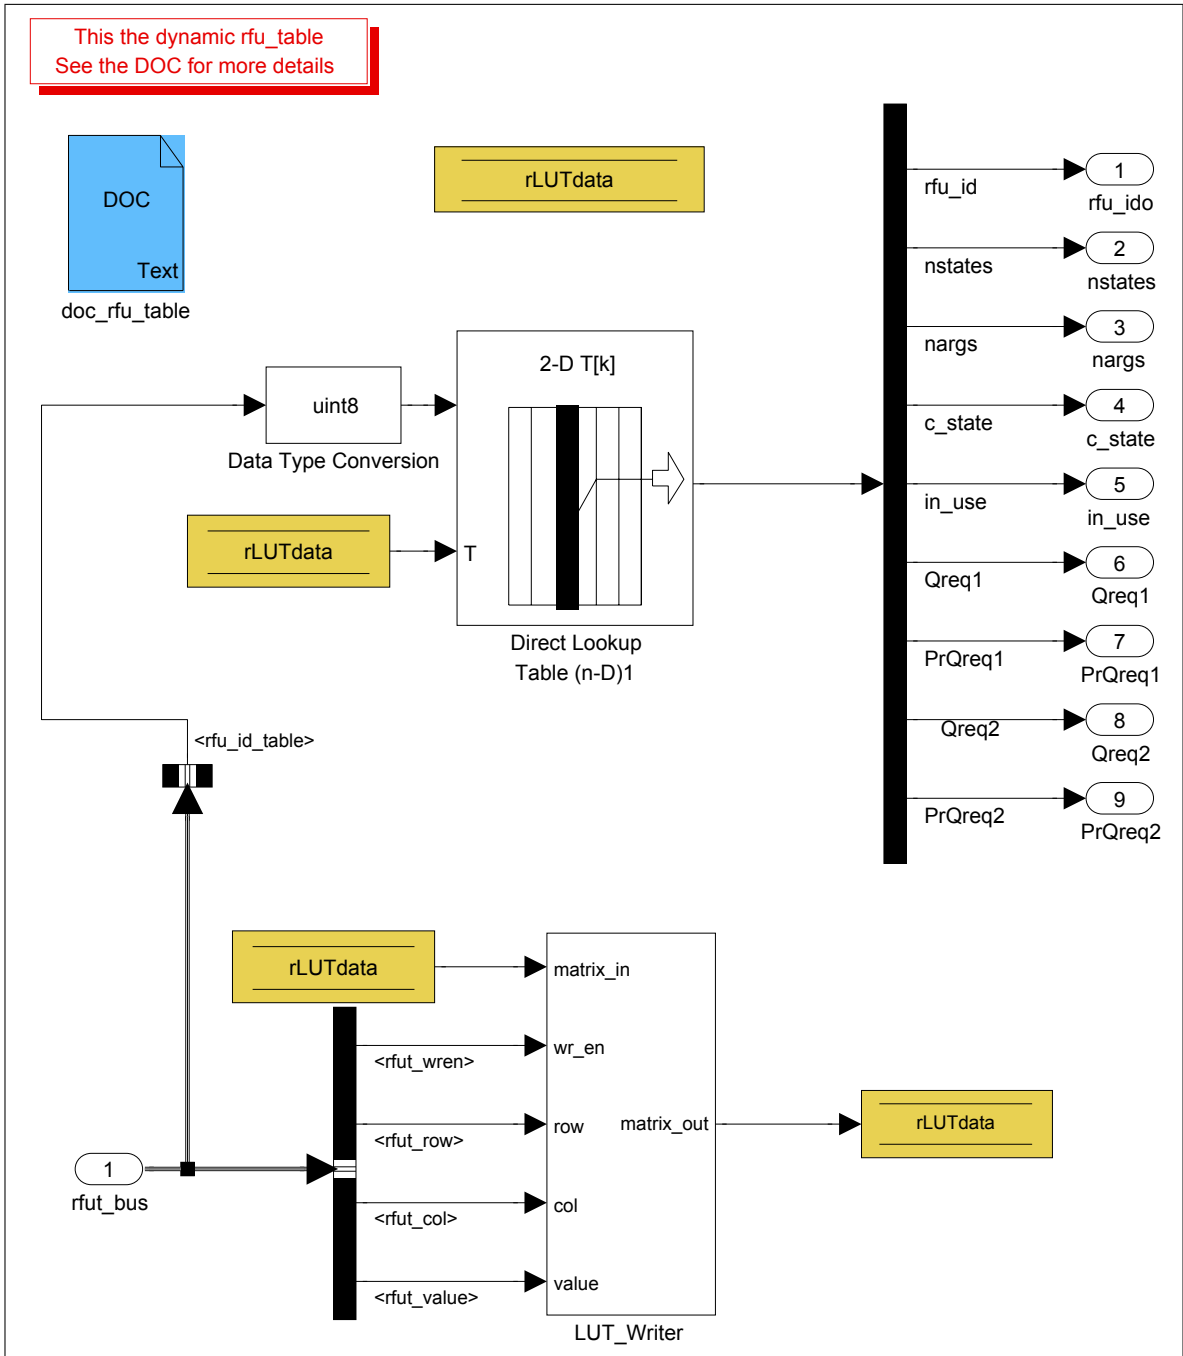 This the dynamic rfu_table
See the DOC for more details
DOC
Text
doc_rfu_table
rLUTdata
uint8
Data Type Conversion
rLUTdata
2-D T[k]
T
Direct Lookup
Table (n-D)1
rfu_id
1
rfu_ido
nstates
2
nstates
nargs
3
nargs
c_state
4
c_state
in_use
5
in_use
Qreq1
6
Qreq1
PrQreq1
7
PrQreq1
Qreq2
8
Qreq2
PrQreq2
9
PrQreq2
<rfu_id_table>
rLUTdata
1
rfut_bus
<rfut_wren>
<rfut_row>
<rfut_col>
<rfut_value>
matrix_in
wr_en
row
col
value
matrix_out
LUT_Writer
rLUTdata